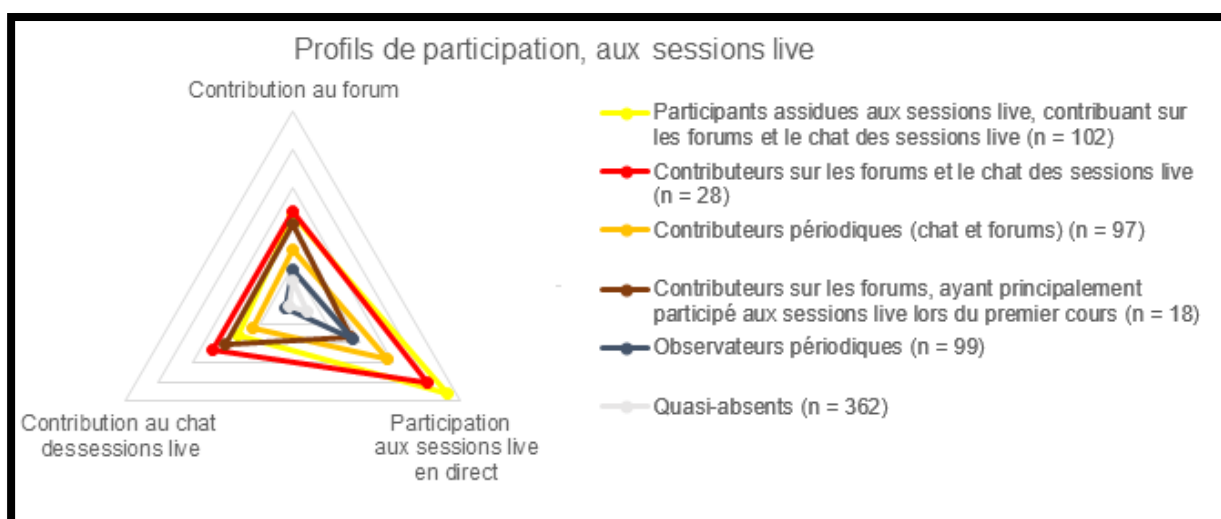 Profils de participation, aux sessions live
Contribution au forum
Participants assidues aux sessions live, contribuant sur
les forums et le chat des sessions live (n = 102)
Contributeurs sur les forums et le chat des sessions live
(n = 28)
Contributeurs périodiques (chat et forums) (n = 97)
Contributeurs sur les forums, ayant principalement
participé aux sessions live lors du premier cours (n = 18)
Observateurs périodiques (n = 99)
Quasi-absents (n = 362)
Contribution au chat
dessessions live
Participation
aux sessions live
en direct